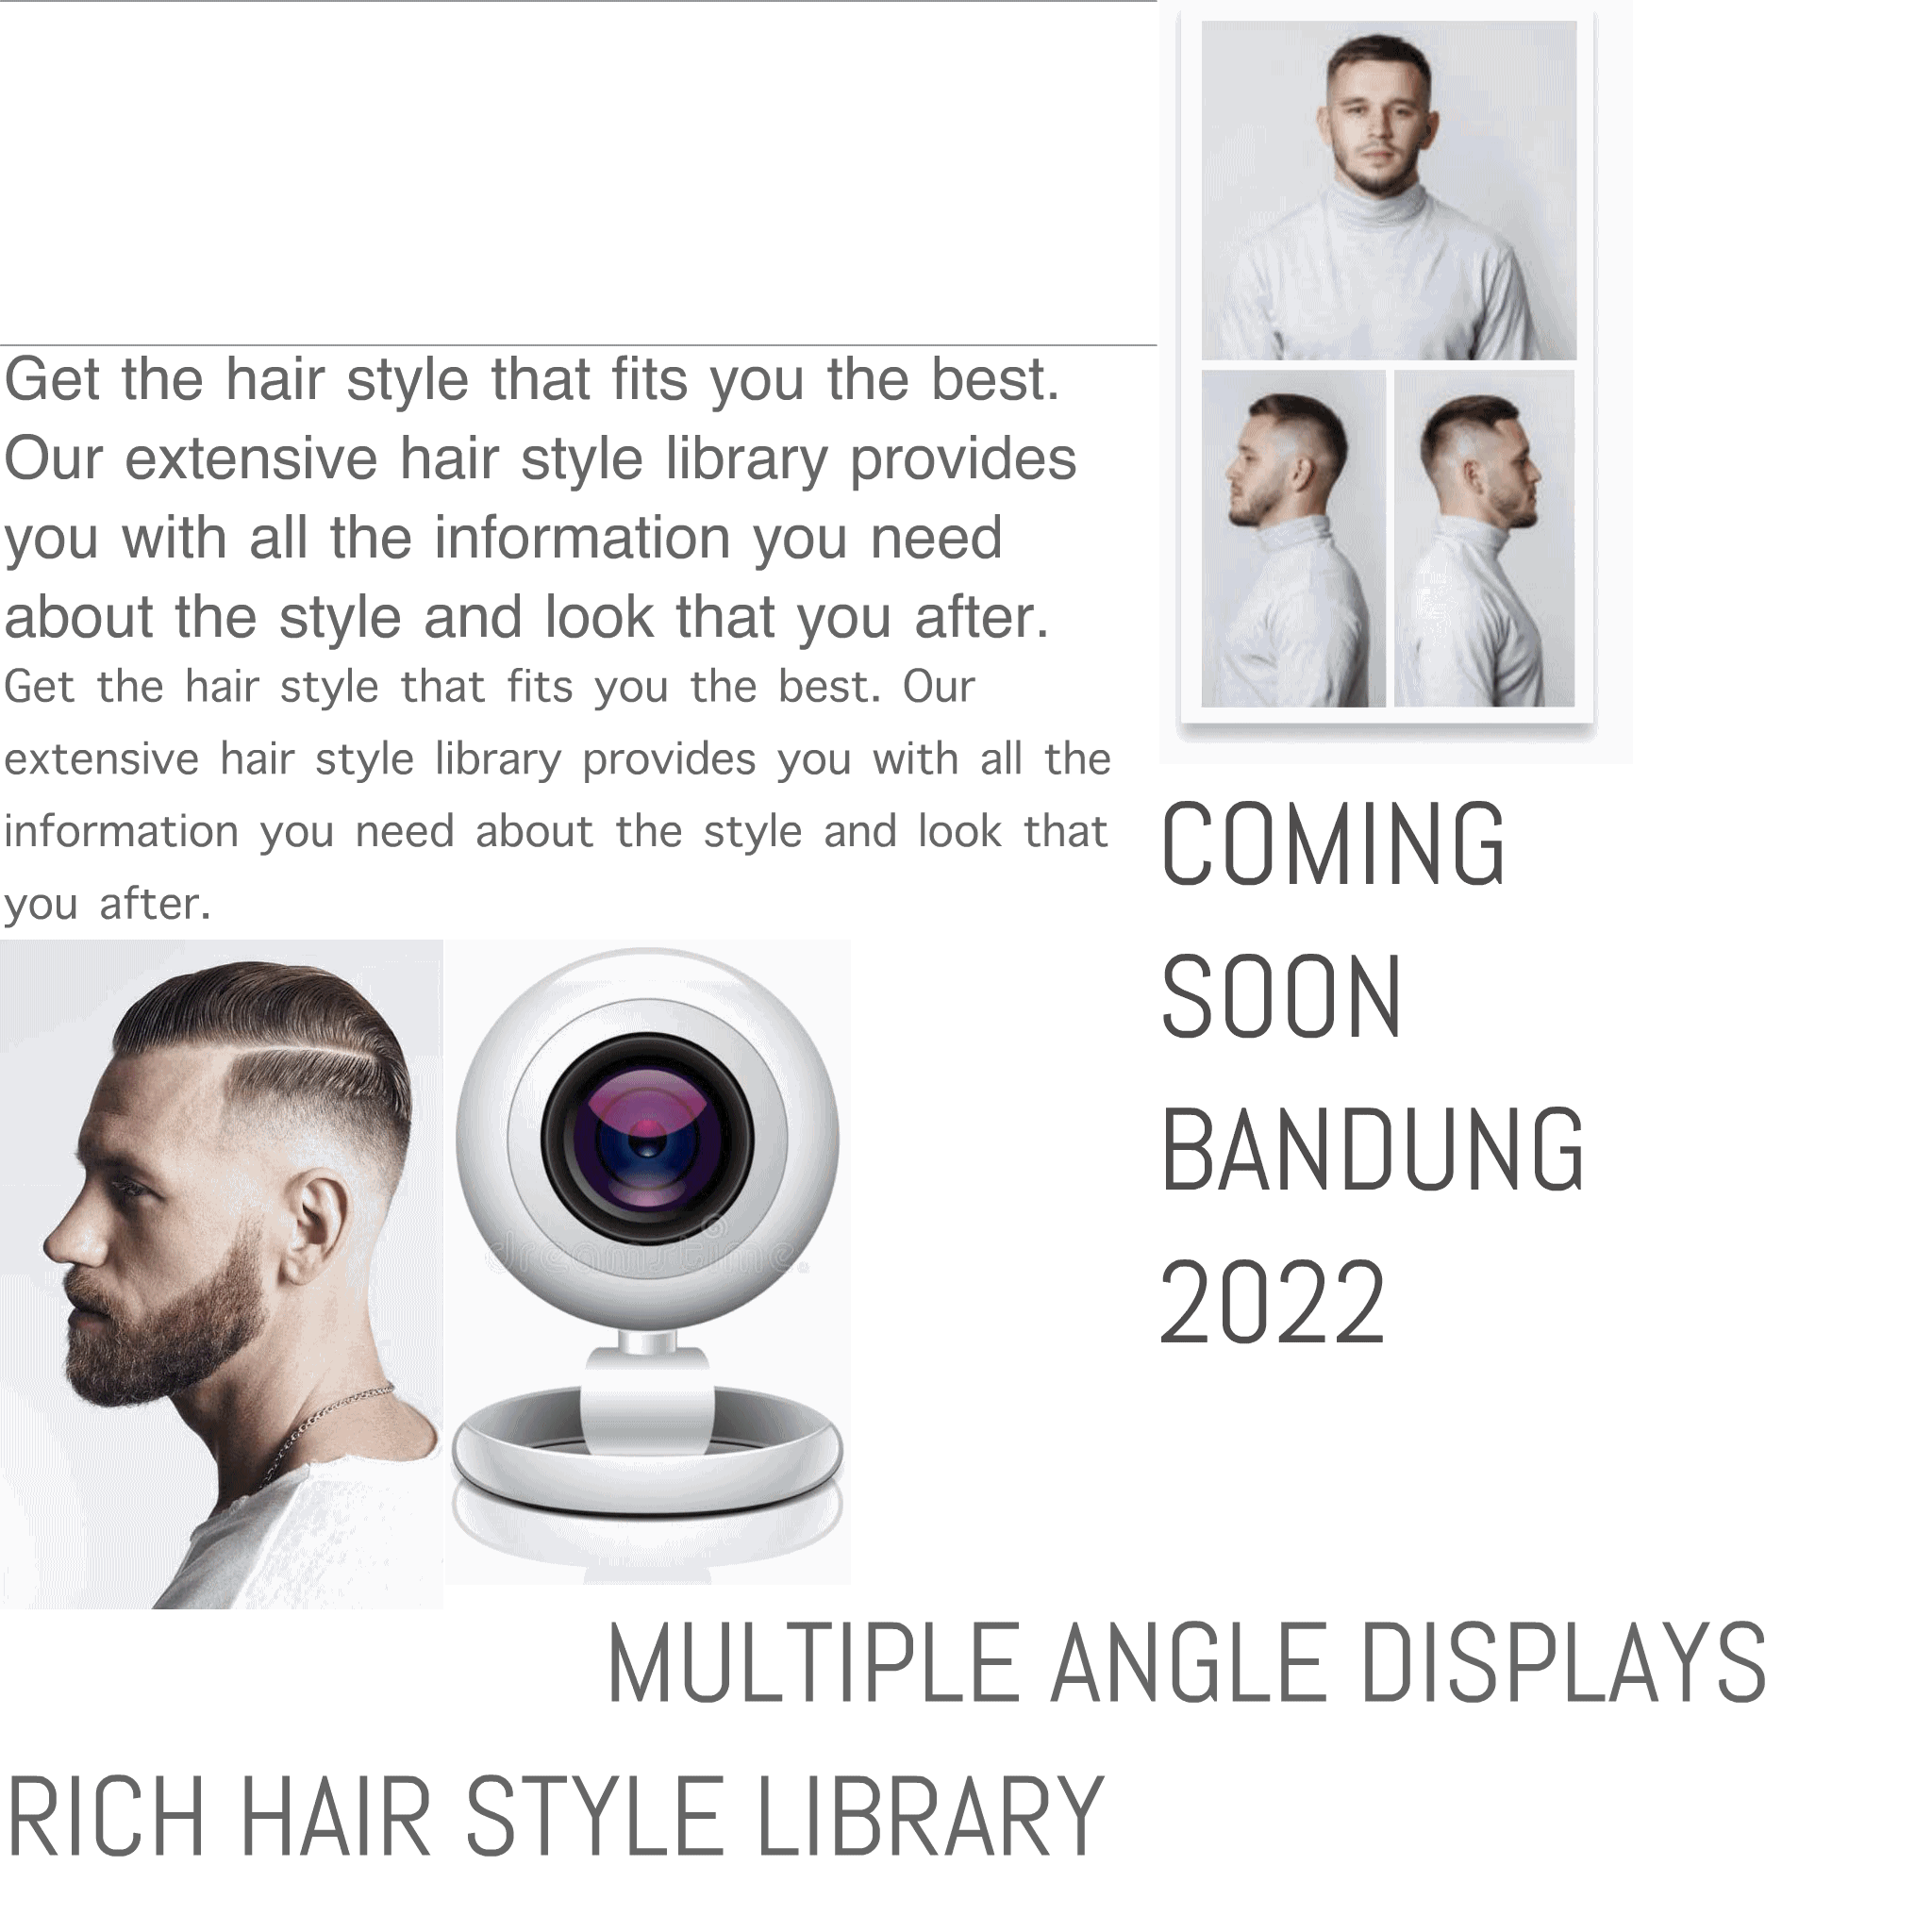 Get the hair style that fits you the best.
Our extensive hair style library provides
you with all the information you need
about the style and look that you after.
Get the hair style that fits you the best. Our
extensive hair style library provides you with all the
information you need about the style and look that
you after.
dreamstime.
COMING
SOON
BANDUNG
2022
MULTIPLE ANGLE DISPLAYS
RICH HAIR STYLE LIBRARY